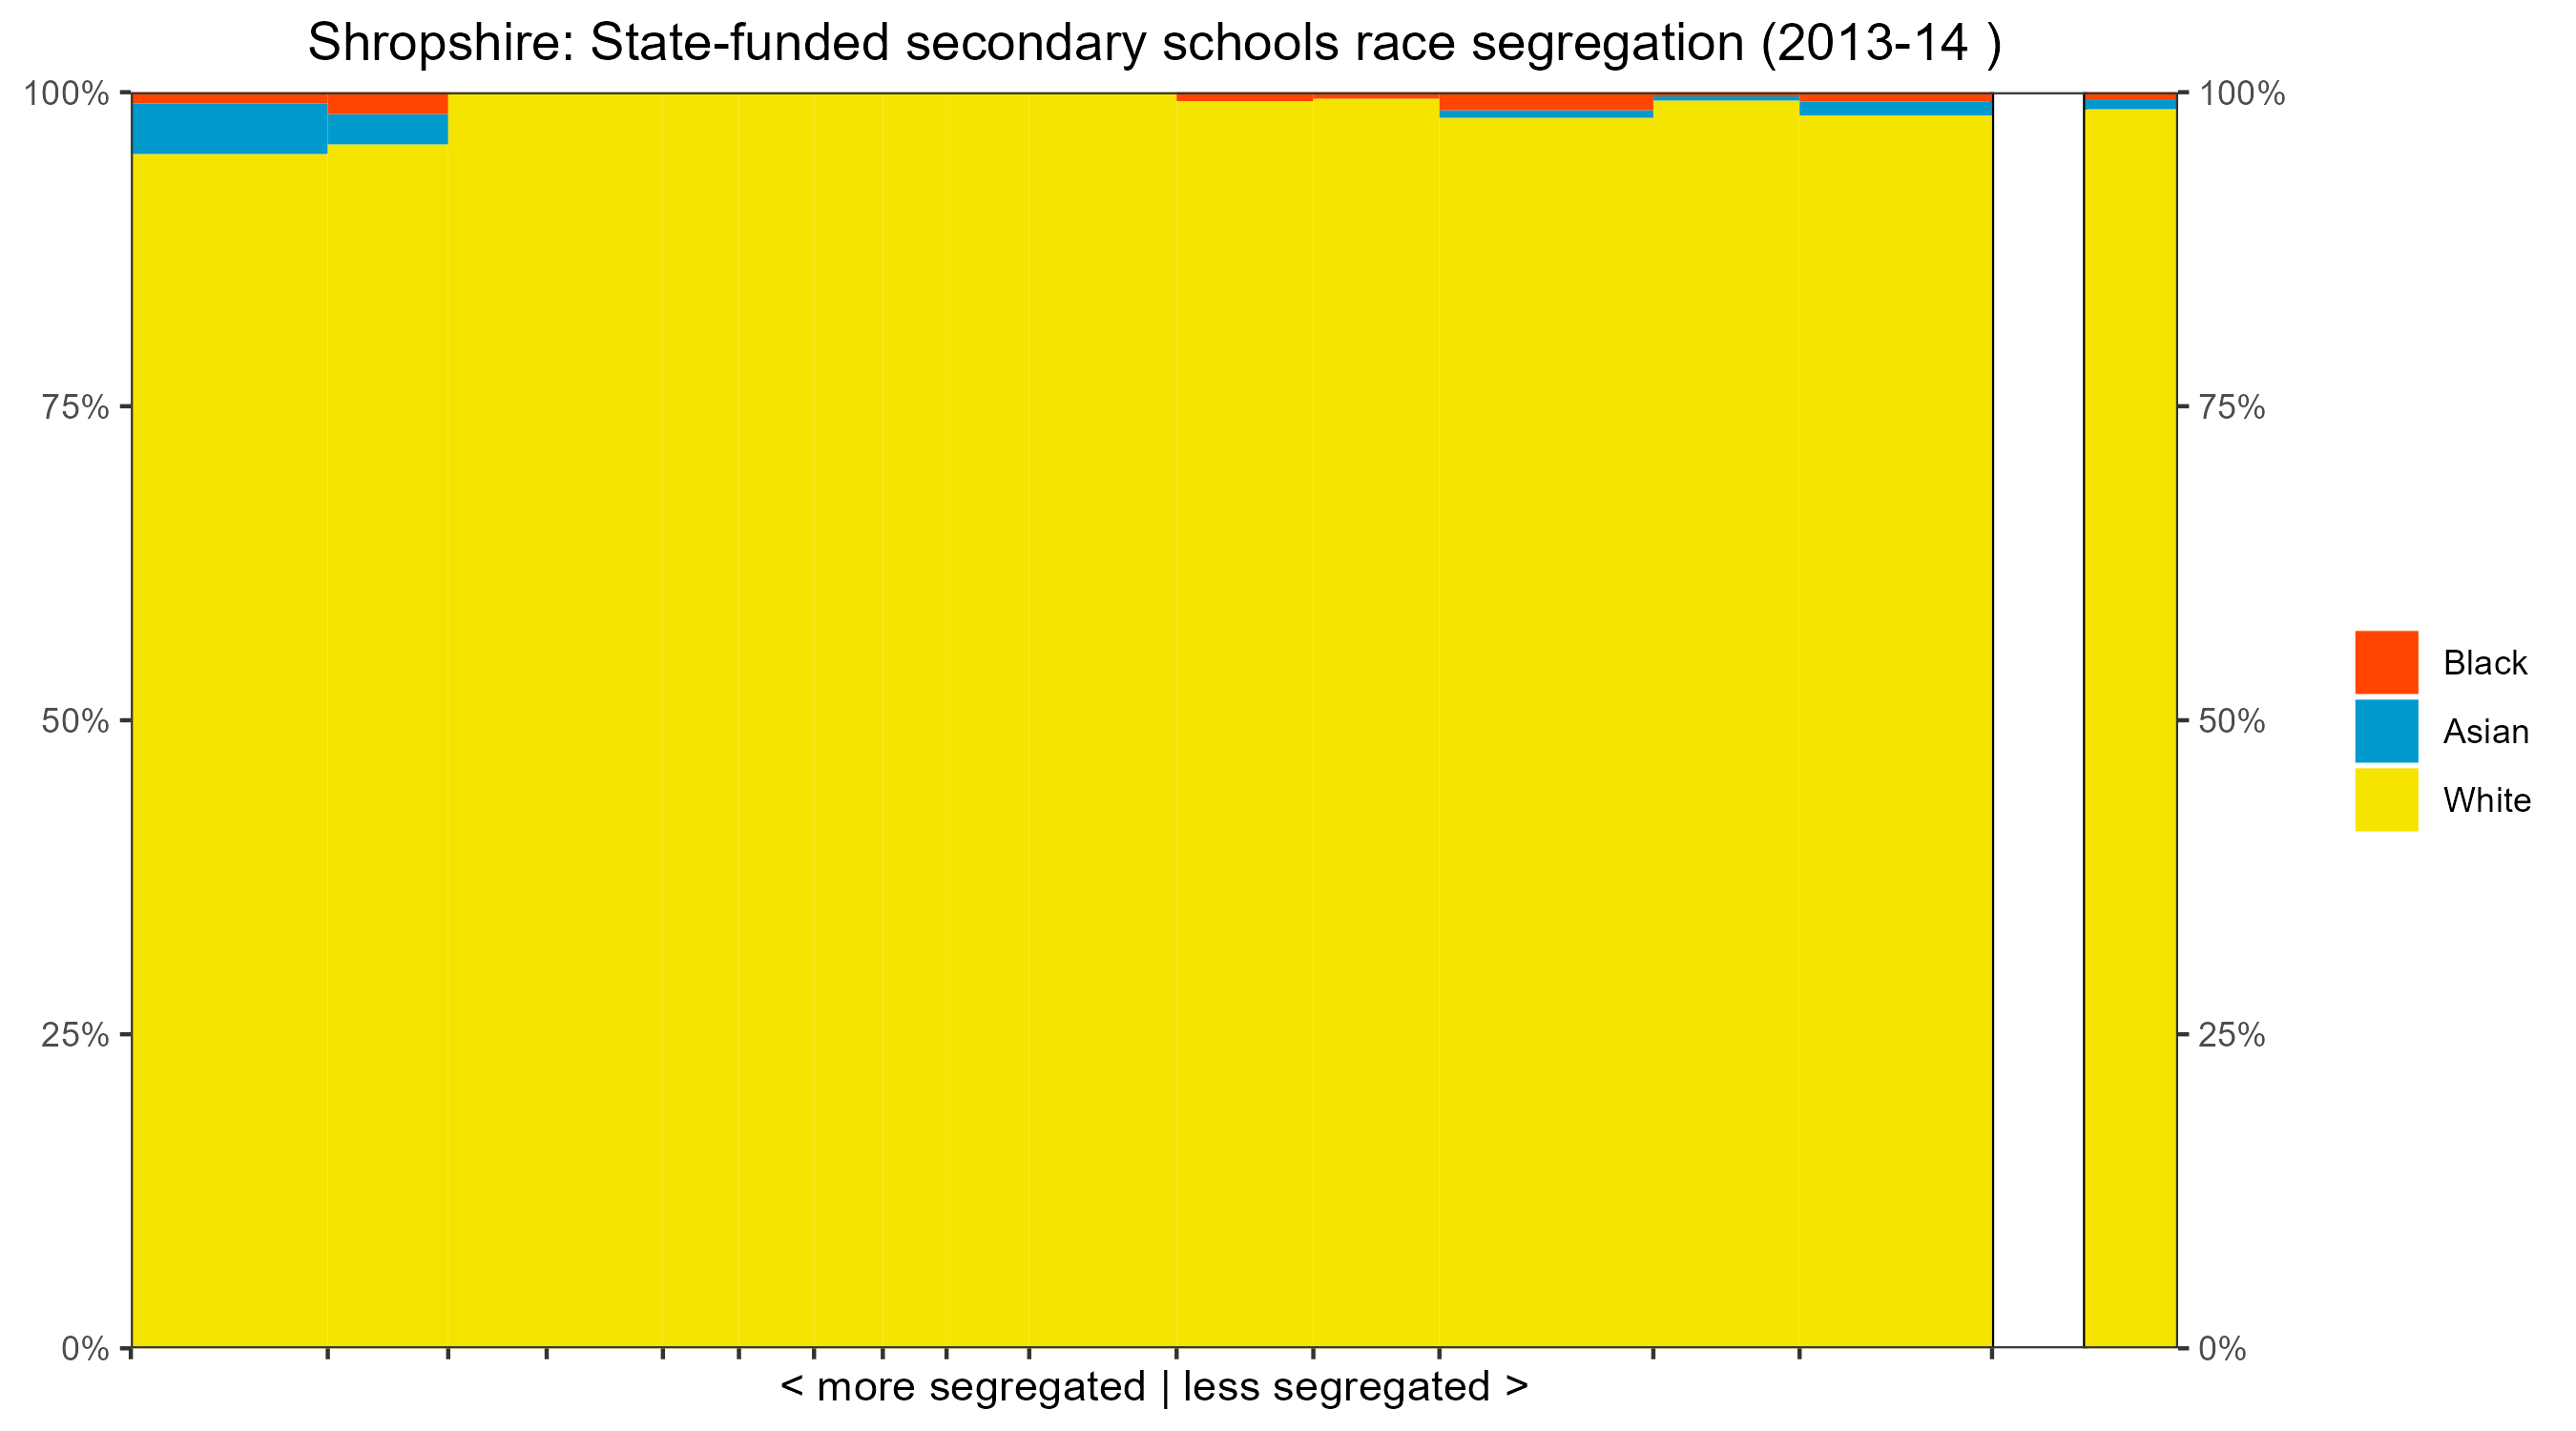 Shropshire: State-funded secondary schools race segregation (2013-14 )
100%
75%
50%
25%
0%
100%
75%
50%
25%
0%
Black
Asian
White
< more segregated | less segregated >